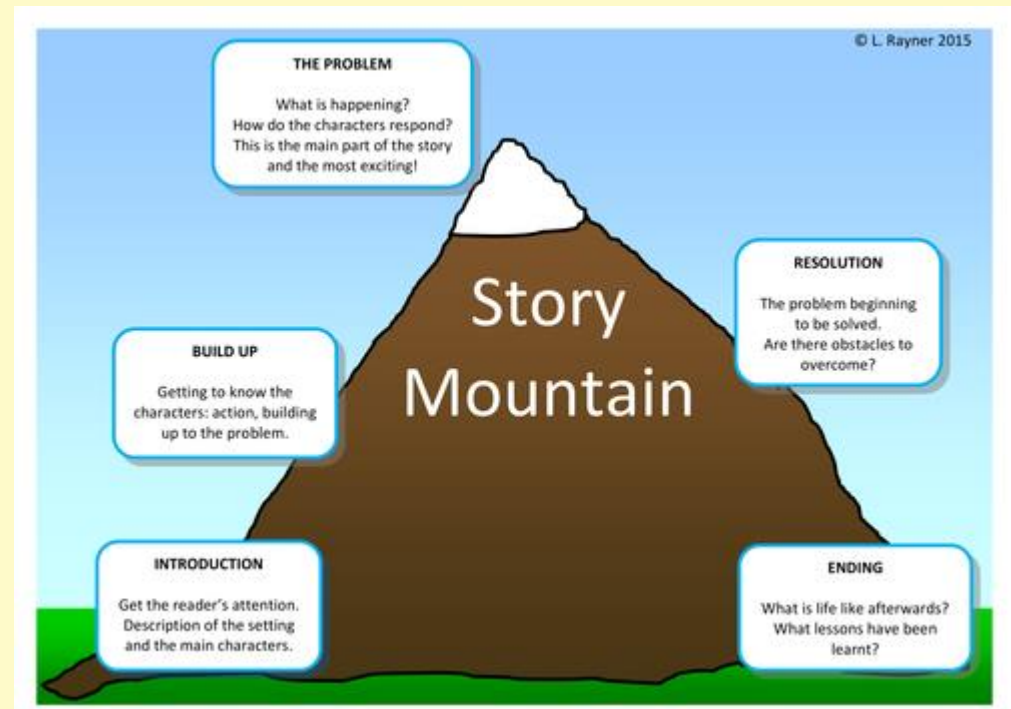 © L. Rayner 2015
THE PROBLEM
What is happening?
How do the characters respond?
This is the main part of the story
and the most exciting!
Story
Mountain
RESOLUTION
The problem beginning
to be solved.
Are there obstacles to
overcome?
BUILD UP
Getting to know the
characters: action, building
up to the problem.
INTRODUCTION
Get the reader's attention.
Description of the setting
and the main characters.
ENDING
What is life like afterwards?
What lessons have been
learnt?